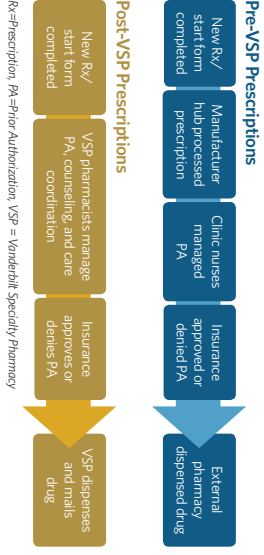 Pre-VSP Prescriptions
New Rx/
start form
completed
Manufacturer
hub processed
prescription
Clinic nurses
managed
PA
Insurance
approved or
denied PA
External
pharmacy
dispensed drug
Post-VSP Prescriptions
New Rx/
start form
completed
VSP pharmacists manage
PA, counseling, and care
coordination
Insurance
approves or
denies PA
VSP dispenses
and mails
drug
Rx=Prescription, PA =Prior Authorization, VSP = Vanderbilt Specialty Pharmacy